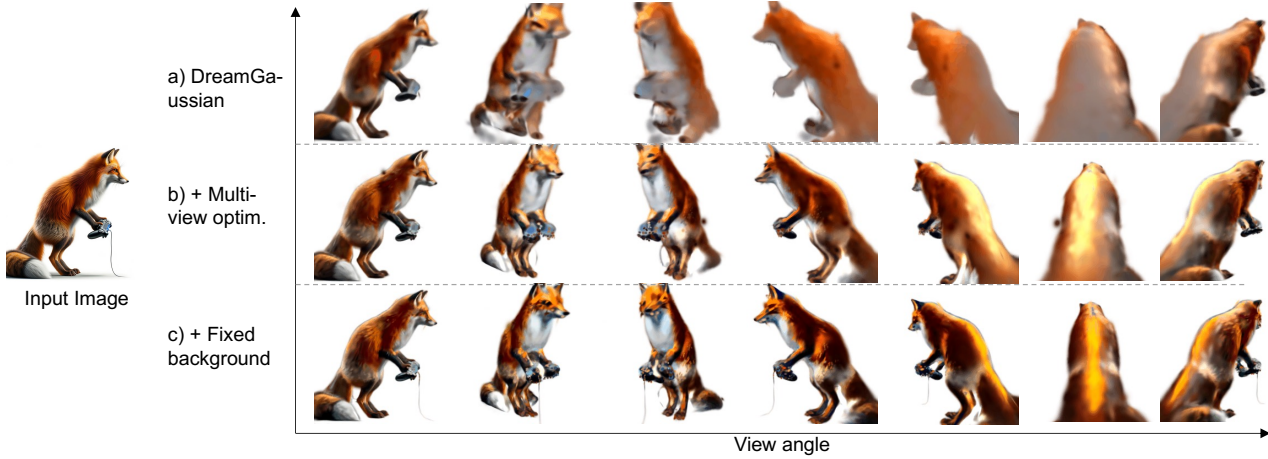 a) DreamGa-
ussian
b) + Multi-
view optim.
Input Image
c) + Fixed
background
View angle